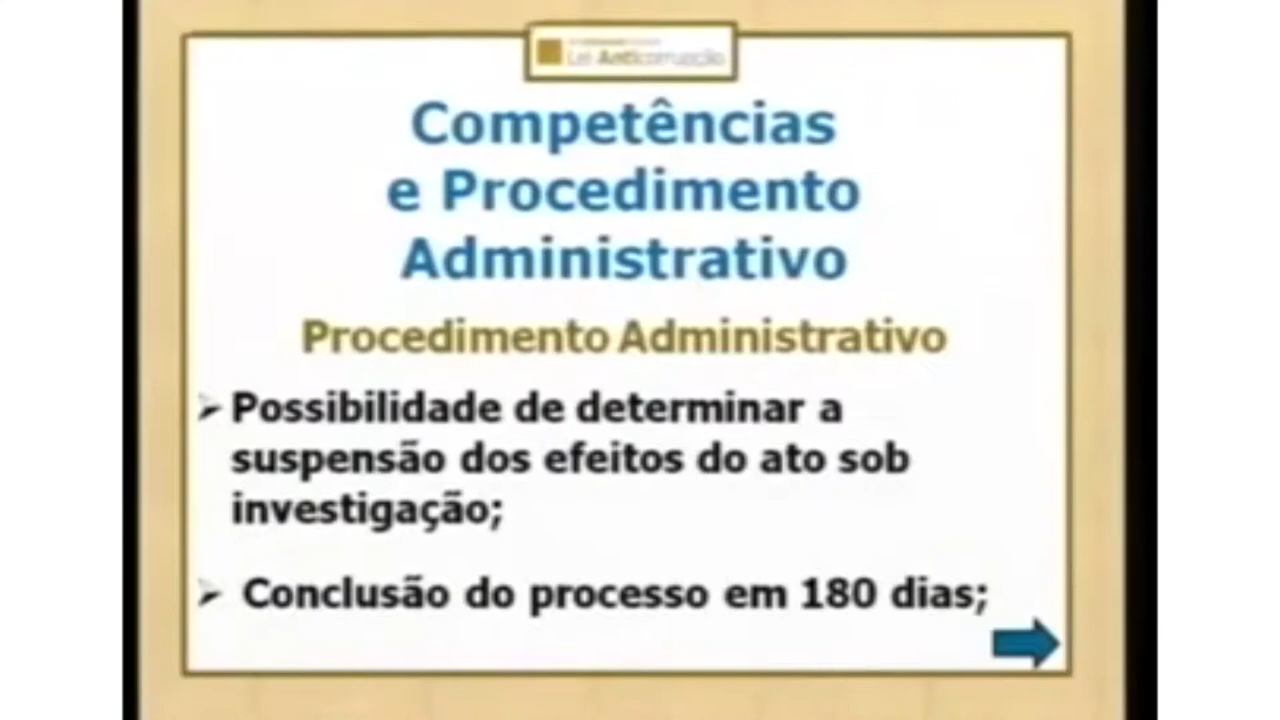 Lei Anticorrupção
Competências
e Procedimento
Administrativo
Procedimento Administrativo
Possibilidade de determinar a
suspensão dos efeitos do ato sob
investigação;
Conclusão do processo em 180 dias;